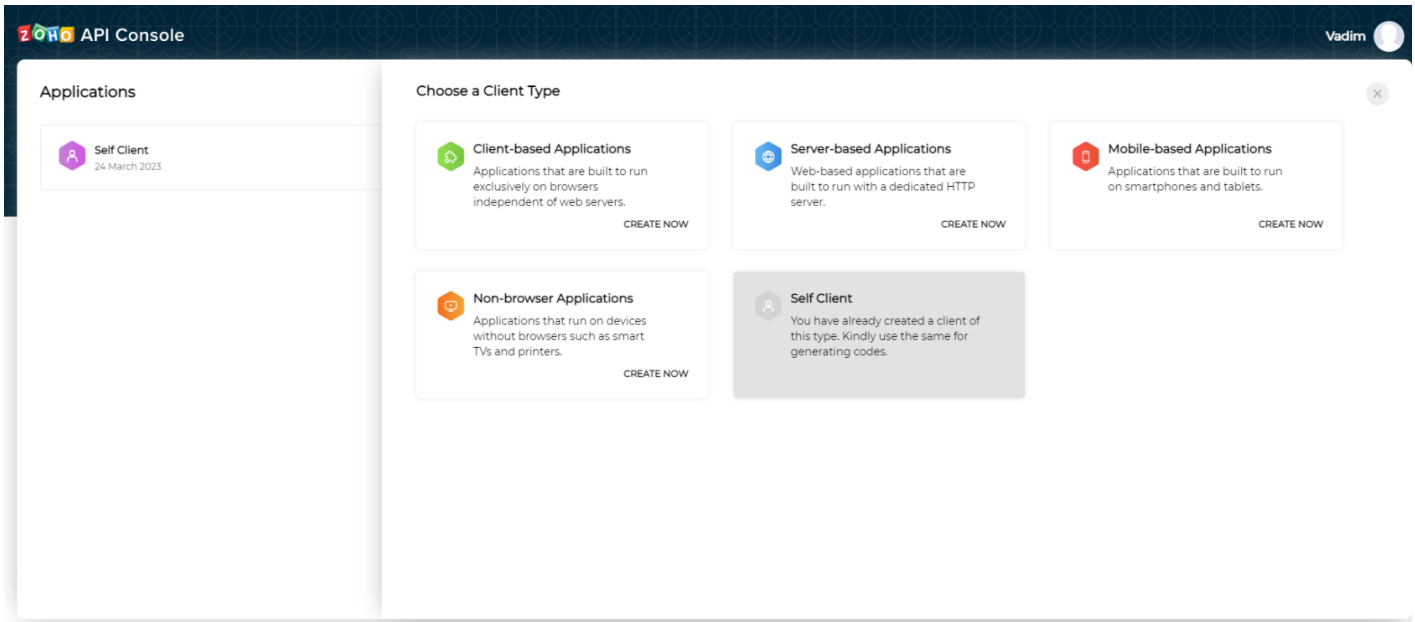 ZOHO API Console
Vadim
Applications
Self Client
24 March 2023
Choose a Client Type
Client-based Applications
Applications that are built to run
exclusively on browsers
independent of web servers.
CREATE NOW
Server-based Applications
Web-based applications that are
built to run with a dedicated HTTP
server.
CREATE NOW
Mobile-based Applications
Applications that are built to run
on smartphones and tablets.
CREATE NOW
Non-browser Applications
Applications that run on devices
without browsers such as smart
TVs and printers.
CREATE NOW
Self Client
You have already created a client of
this type. Kindly use the same for
generating codes.